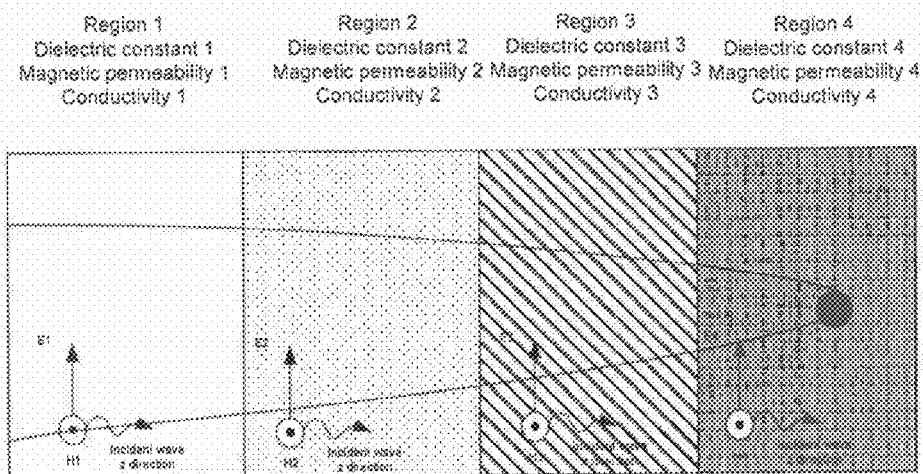 Region 1
Dielectric constant 1
Magnetic permeability 1
Conductivity 1
Region 2
Dielectric constant 2
Magnetic permeability 2
Conductivity 2
Region 3
Dielectric constant 3
Magnetic permeability 3
Conductivity 3
Region 4
Dielectric constant 4
Magnetic permeability 4
Conductivity 4
E1
H1
Incident wave
z direction
E2
H2
Incident wave
z direction